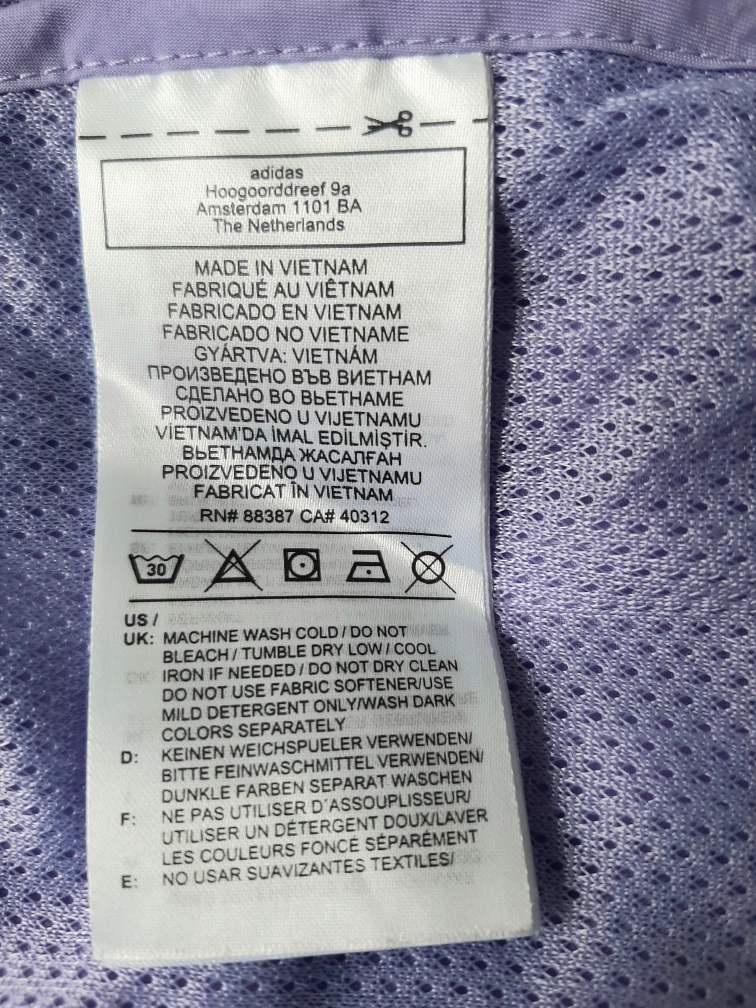 adidas
Hoogoorddreef 9a
Amsterdam 1101 BA
The Netherlands
MADE IN VIETNAM
FABRIQUÉ AU VIÊTNAM
FABRICADO EN VIETNAM
FABRICADO NO VIETNAME
GYÁRTVA: VIETNÁM
ПРОИЗВЕДЕНО ВЪВ ВИЕТНАМ
СДЕЛАНО ВО ВЬЕТНАМЕ
PROIZVEDENO U VIJETNAMU
VİETNAM'DA İMAL EDİLMİŞTİR.
ВЬЕТНАМДА ЖАСАЛҒАН
PROIZVEDENO U VIJETNAMU
FABRICAT ÎN VIETNAM
RN# 88387 CA# 40312
30
US /
UK: MACHINE WASH COLD / DO NOT
BLEACH / TUMBLE DRY LOW / COOL
IRON IF NEEDED / DO NOT DRY CLEAN
DO NOT USE FABRIC SOFTENER/USE
MILD DETERGENT ONLY/WASH DARK
COLORS SEPARATELY
D: KEINEN WEICHSPUELER VERWENDEN/
BITTE FEINWASCHMITTEL VERWENDEN/
DUNKLE FARBEN SEPARAT WASCHEN
F: NE PAS UTILISER D´ASSOUPLISSEUR/
UTILISER UN DÉTERGENT DOUX/LAVER
LES COULEURS FONCÉ SÉPARÉMENT
E: NO USAR SUAVIZANTES TEXTILES/